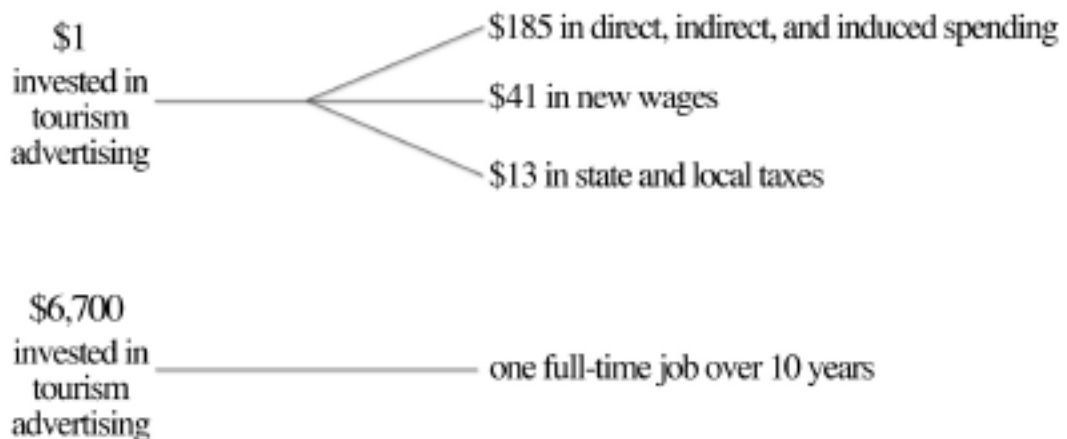 $1
invested in
tourism
advertising
$185 in direct, indirect, and induced spending
$41 in new wages
$13 in state and local taxes
$6,700
invested in
tourism
advertising
one full-time job over 10 years